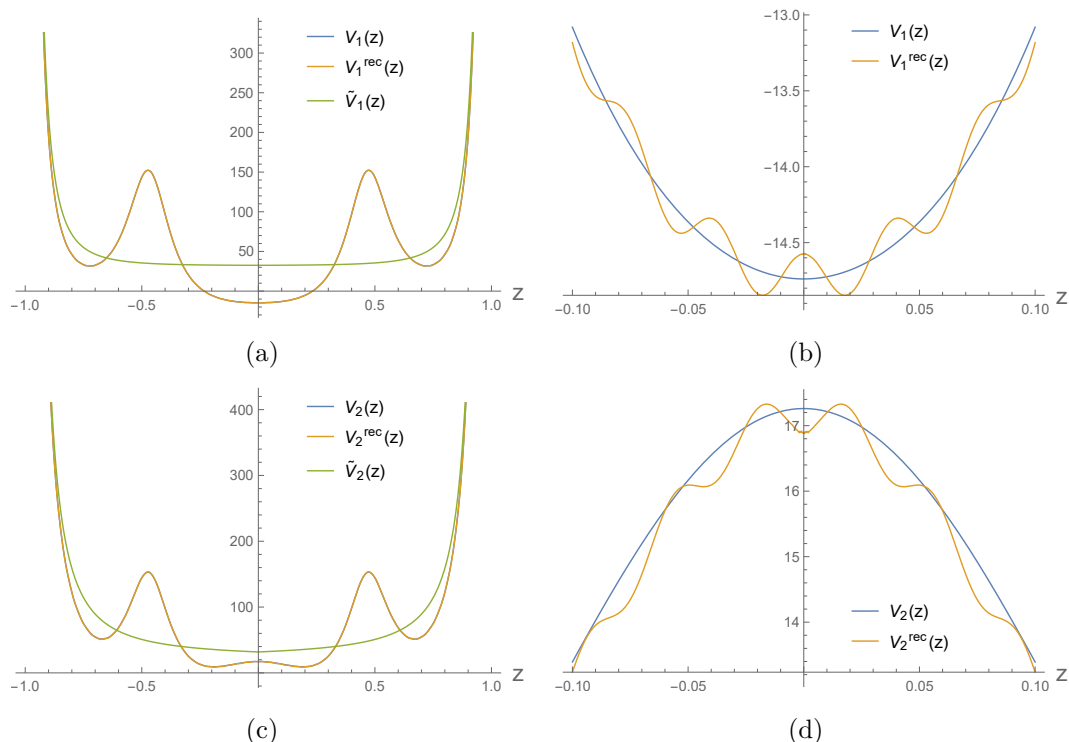 V₁(z)
V₁ʳᵉᶜ(z)
Ṽ₁(z)
350
300
250
200
150
100
50
−1.0 −0.5 0.5 1.0 z
(a)
V₁(z)
V₁ʳᵉᶜ(z)
−13.0
−13.5
−14.0
−14.5
−0.10 −0.05 0.05 0.10 z
(b)
V₂(z)
V₂ʳᵉᶜ(z)
Ṽ₂(z)
400
300
200
100
−1.0 −0.5 0.5 1.0 z
(c)
17
16
15
14
V₂(z)
V₂ʳᵉᶜ(z)
−0.10 −0.05 0.05 0.10 z
(d)